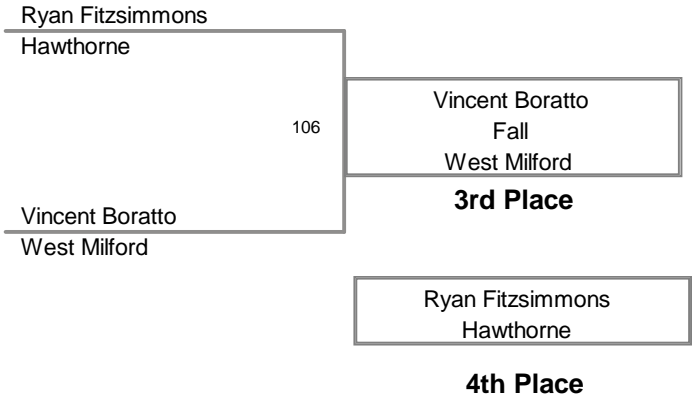 Ryan Fitzsimmons
Hawthorne
106
Vincent Boratto
Fall
West Milford
3rd Place
Vincent Boratto
West Milford
Ryan Fitzsimmons
Hawthorne
4th Place